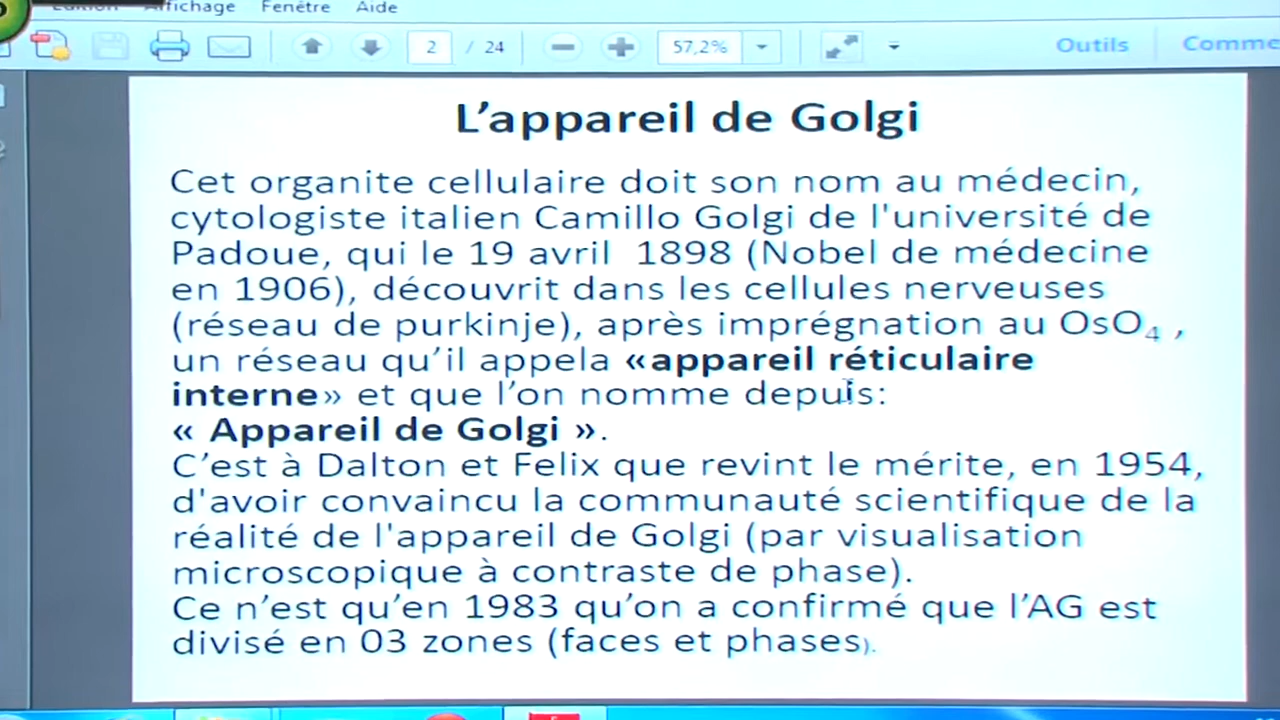 Edition Affichage Fenêtre Aide
2 / 24 57,2% Outils Comme
L'appareil de Golgi
Cet organite cellulaire doit son nom au médecin,
cytologiste italien Camillo Golgi de l'université de
Padoue, qui le 19 avril 1898 (Nobel de médecine
en 1906), découvrit dans les cellules nerveuses
(réseau de purkinje), après imprégnation au OsO₄ ,
un réseau qu'il appela «appareil réticulaire
interne» et que l'on nomme depuis:
« Appareil de Golgi ».
C'est à Dalton et Felix que revint le mérite, en 1954,
d'avoir convaincu la communauté scientifique de la
réalité de l'appareil de Golgi (par visualisation
microscopique à contraste de phase).
Ce n'est qu'en 1983 qu'on a confirmé que l'AG est
divisé en 03 zones (faces et phases).